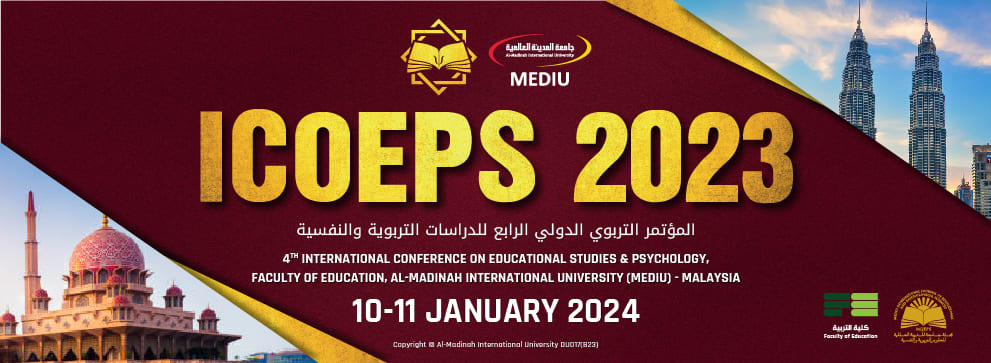 جامعة المدينة العالمية
Al-Madinah International University
MEDIU
ICOEPS 2023
المؤتمر التربوي الدولي الرابع للدراسات التربوية والنفسية
4TH INTERNATIONAL CONFERENCE ON EDUCATIONAL STUDIES & PSYCHOLOGY,
FACULTY OF EDUCATION, AL-MADINAH INTERNATIONAL UNIVERSITY (MEDIU) - MALAYSIA
10-11 JANUARY 2024
كلية التربية
Faculty of Education
Copyright © Al-Madinah International University DU017(B23)